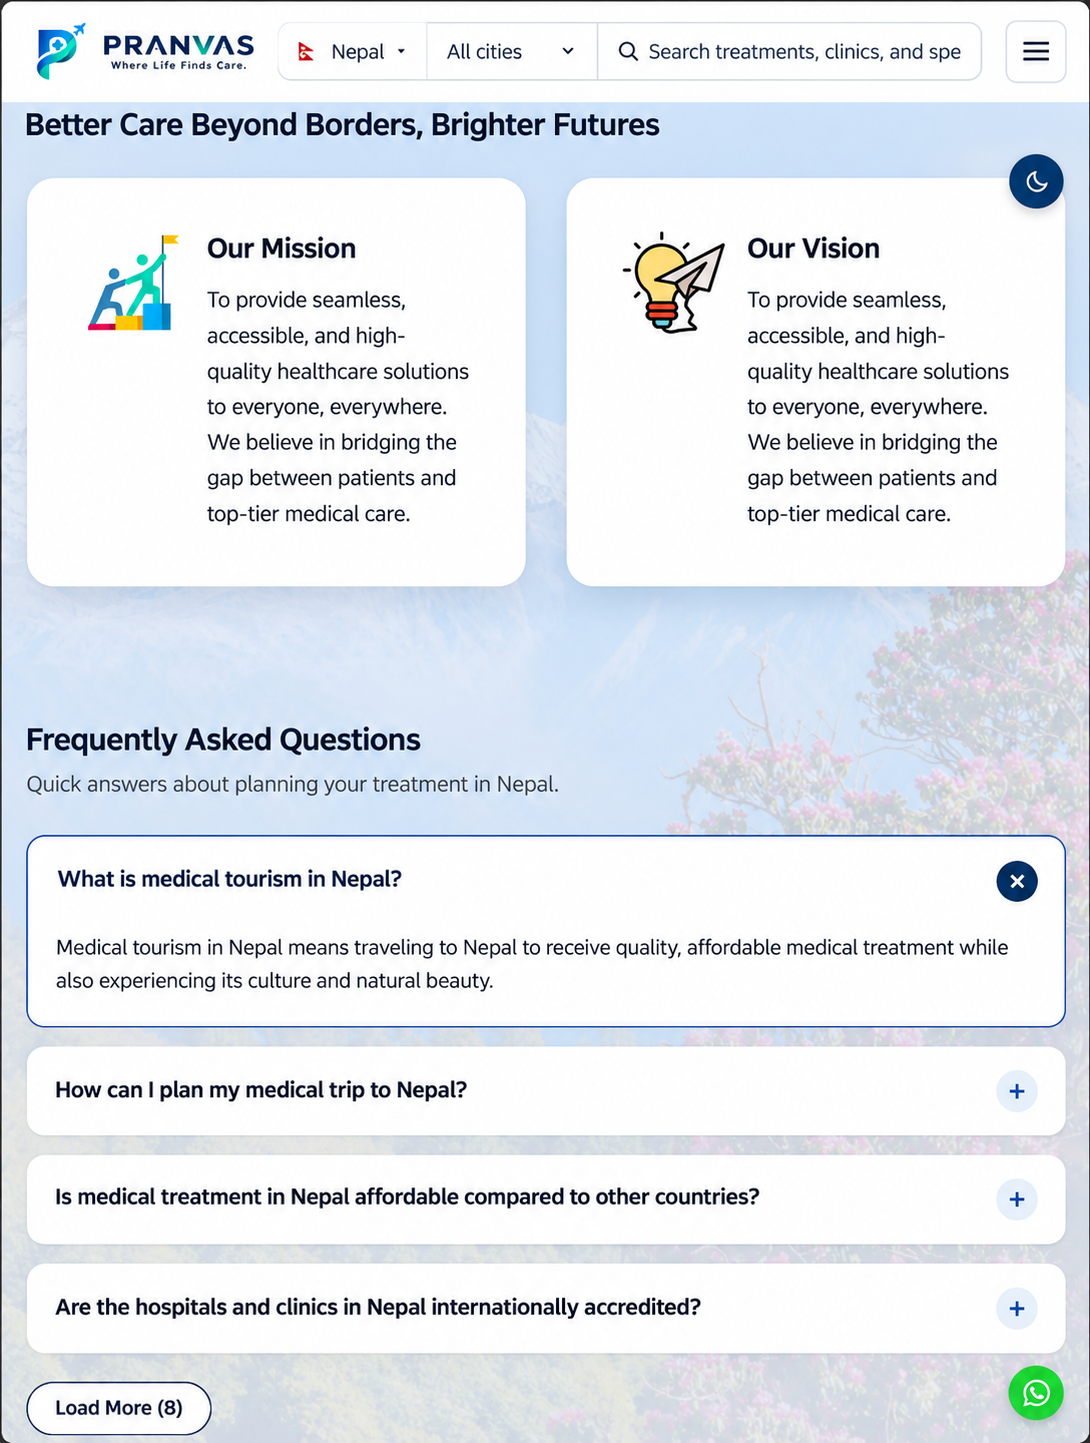 PRANVAS
Where Life Finds Care.
Nepal
All cities
Search treatments, clinics, and spe
Better Care Beyond Borders, Brighter Futures
Our Mission
To provide seamless,
accessible, and high-
quality healthcare solutions
to everyone, everywhere.
We believe in bridging the
gap between patients and
top-tier medical care.
Our Vision
To provide seamless,
accessible, and high-
quality healthcare solutions
to everyone, everywhere.
We believe in bridging the
gap between patients and
top-tier medical care.
Frequently Asked Questions
Quick answers about planning your treatment in Nepal.
What is medical tourism in Nepal?
Medical tourism in Nepal means traveling to Nepal to receive quality, affordable medical treatment while
also experiencing its culture and natural beauty.
How can I plan my medical trip to Nepal?
Is medical treatment in Nepal affordable compared to other countries?
Are the hospitals and clinics in Nepal internationally accredited?
Load More (8)